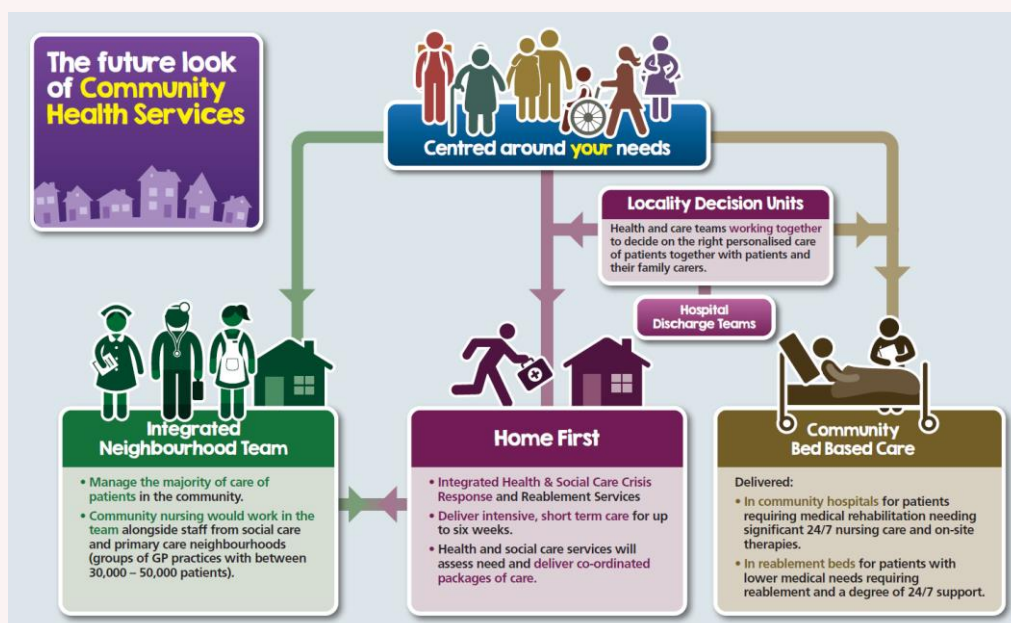 The future look
of Community
Health Services
Centred around your needs
Locality Decision Units
Health and care teams working together
to decide on the right personalised care
of patients together with patients and
their family carers.
Hospital
Discharge Teams
Integrated
Neighbourhood Team
• Manage the majority of care of
patients in the community.
• Community nursing would work in the
team alongside staff from social care
and primary care neighbourhoods
(groups of GP practices with between
30,000 – 50,000 patients).
Home First
• Integrated Health & Social Care Crisis
Response and Reablement Services
• Deliver intensive, short term care for up
to six weeks.
• Health and social care services will
assess need and deliver co-ordinated
packages of care.
Community
Bed Based Care
Delivered:
• In community hospitals for patients
requiring medical rehabilitation needing
significant 24/7 nursing care and on-site
therapies.
• In reablement beds for patients with
lower medical needs requiring
reablement and a degree of 24/7 support.